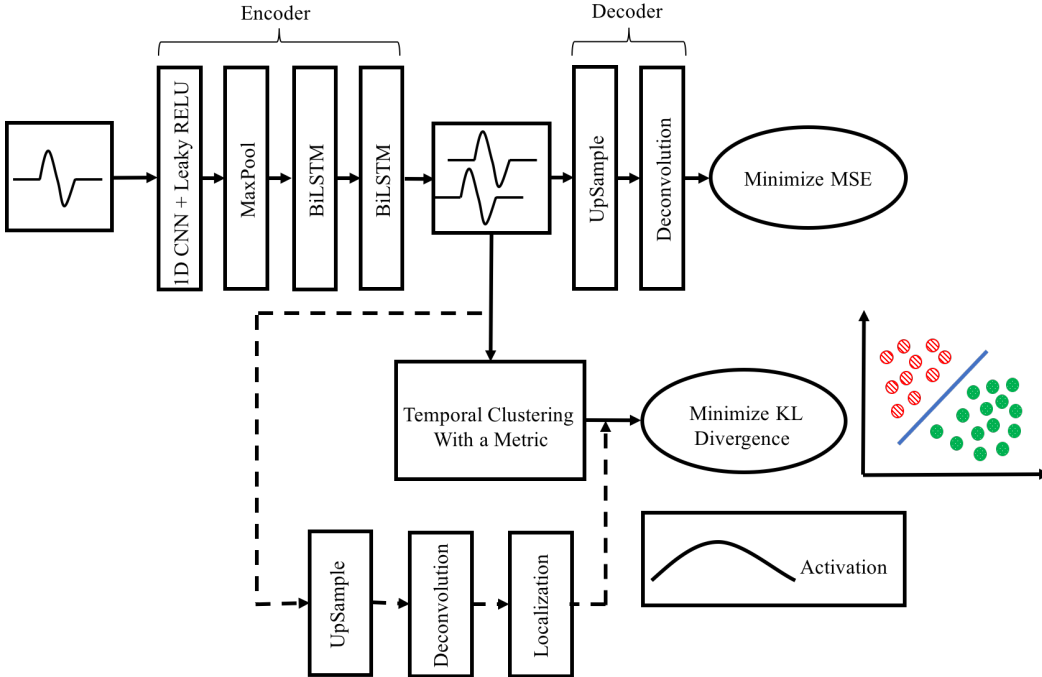 Encoder
Decoder
1D CNN + Leaky RELU
MaxPool
BiLSTM
BiLSTM
UpSample
Deconvolution
Minimize MSE
Temporal Clustering
With a Metric
Minimize KL
Divergence
UpSample
Deconvolution
Localization
Activation